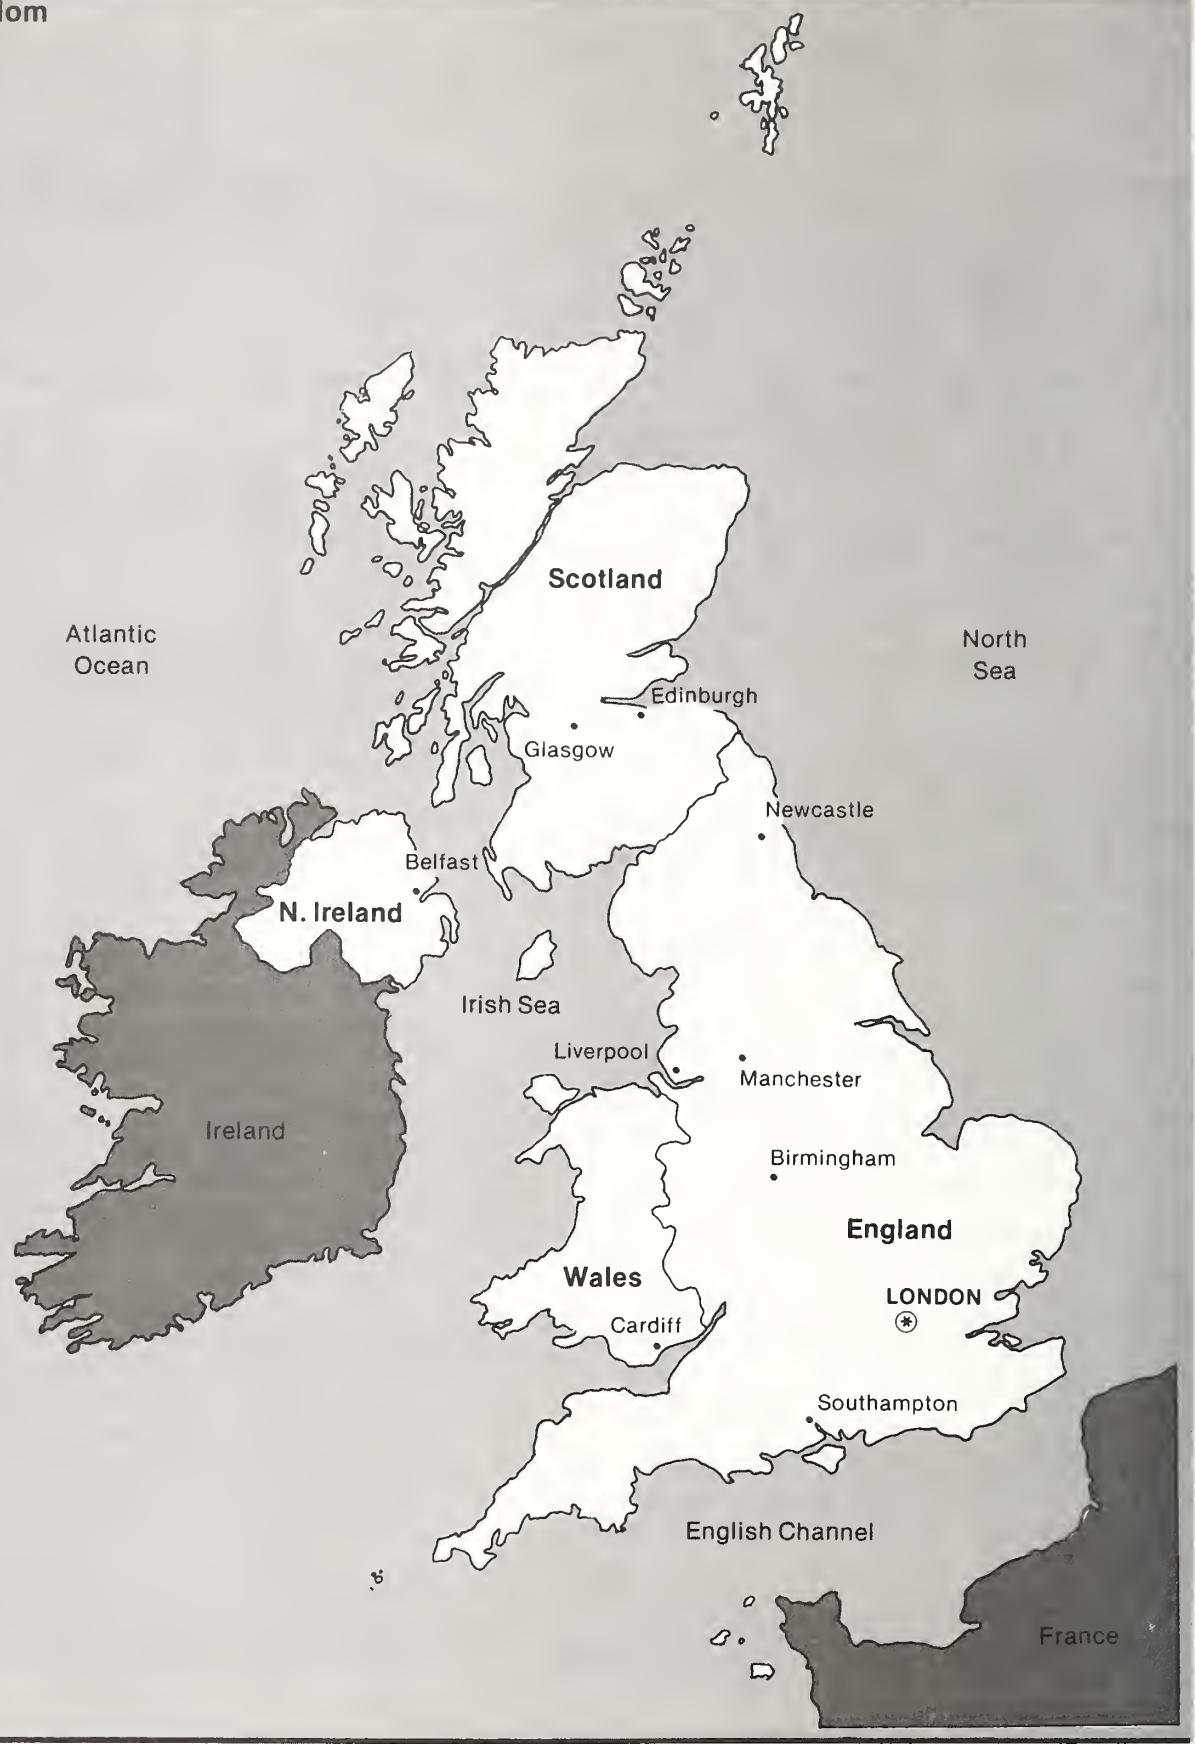 Atlantic
Ocean
North
Sea
Scotland
Edinburgh
Glasgow
Newcastle
Belfast
N. Ireland
Irish Sea
Liverpool
Manchester
Ireland
Birmingham
England
Wales
LONDON
Cardiff
Southampton
English Channel
France